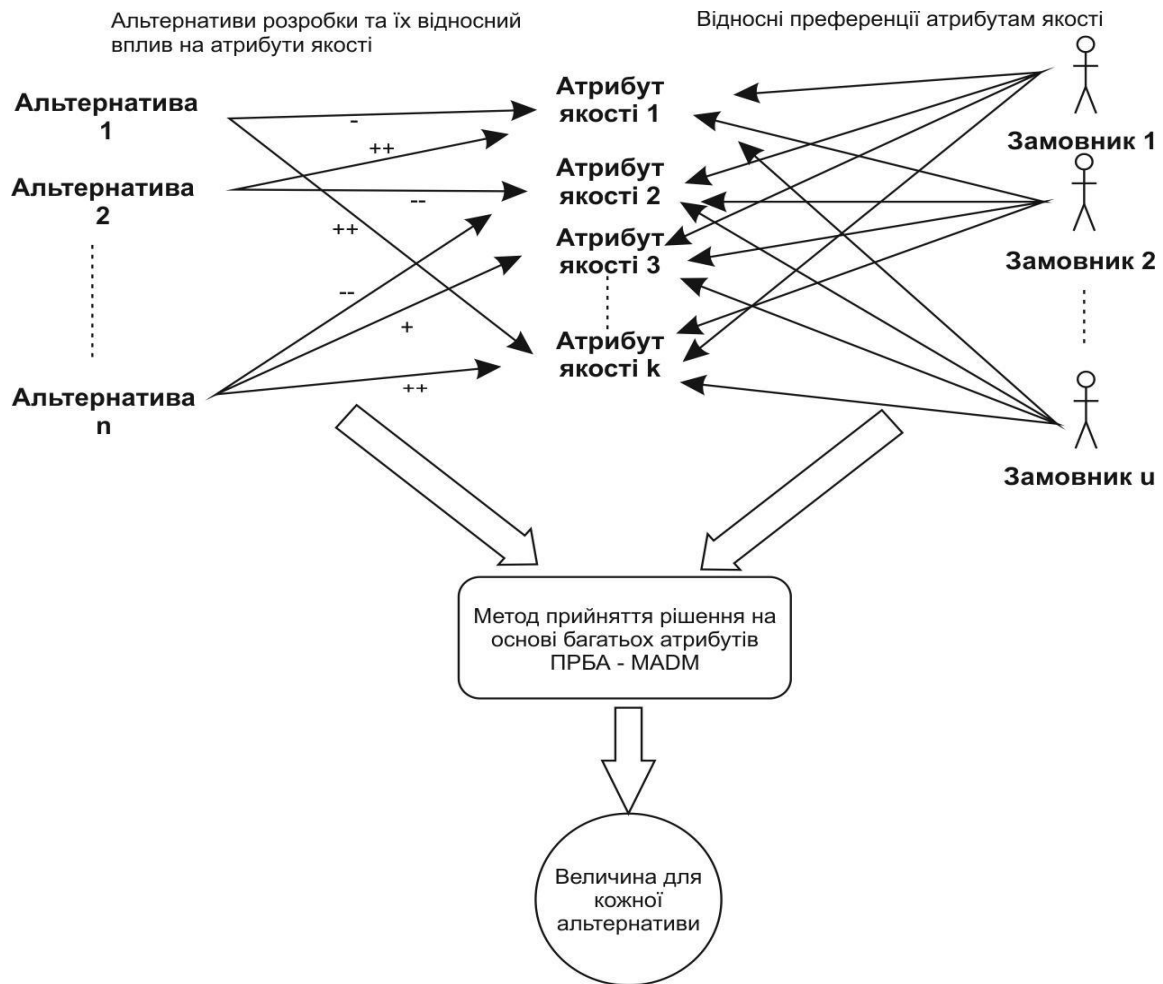 Альтернативи розробки та їх відносний
вплив на атрибути якості
Відносні преференції атрибутам якості
Альтернатива
1
Альтернатива
2
Альтернатива
n
-
++
--
++
--
+
++
Атрибут
якості 1
Атрибут
якості 2
Атрибут
якості 3
Атрибут
якості k
Замовник 1
Замовник 2
Замовник u
Метод прийняття рішення на
основі багатьох атрибутів
ПРБА - MADM
Величина для
кожної
альтернативи